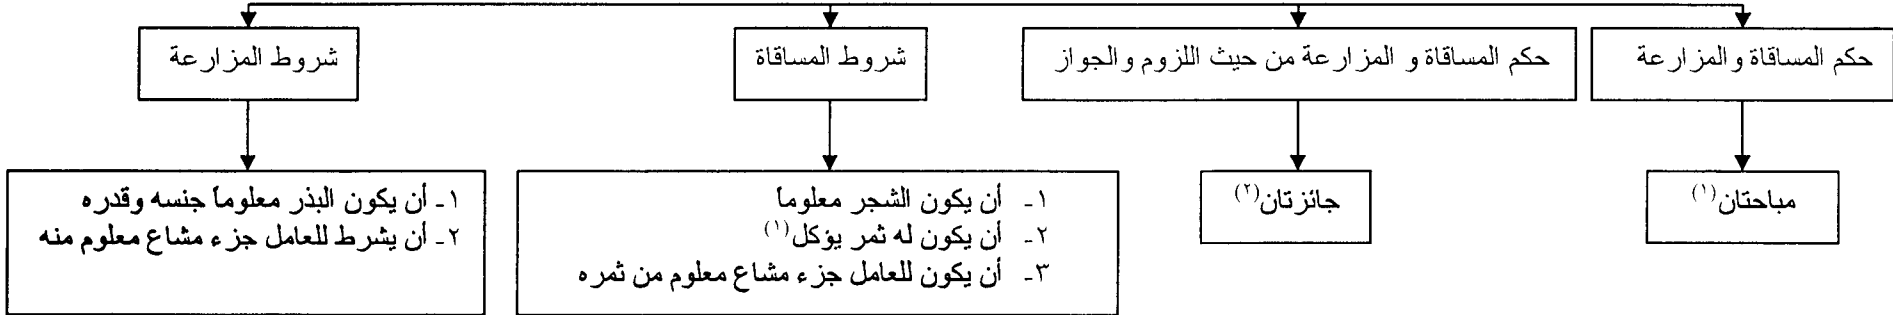 حكم المساقاة والمزارعة
حكم المساقاة و المزارعة من حيث اللزوم والجواز
شروط المساقاة
شروط المزارعة
مباحتان(١)
جائزتان(٢)
١- أن يكون الشجر معلوماً
٢- أن يكون له ثمر يؤكل(١)
٣- أن يكون للعامل جزء مشاع معلوم من ثمره
١- أن يكون البذر معلوماً جنسه وقدره
٢- أن يشرط للعامل جزء مشاع معلوم منه